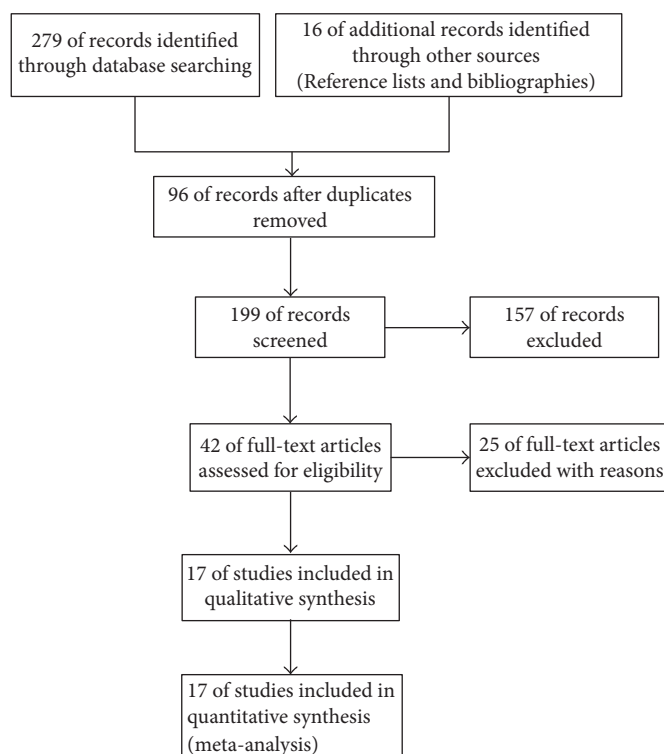 279 of records identified
through database searching
16 of additional records identified
through other sources
(Reference lists and bibliographies)
96 of records after duplicates
removed
199 of records
screened
157 of records
excluded
42 of full-text articles
assessed for eligibility
25 of full-text articles
excluded with reasons
17 of studies included in
qualitative synthesis
17 of studies included in
quantitative synthesis
(meta-analysis)